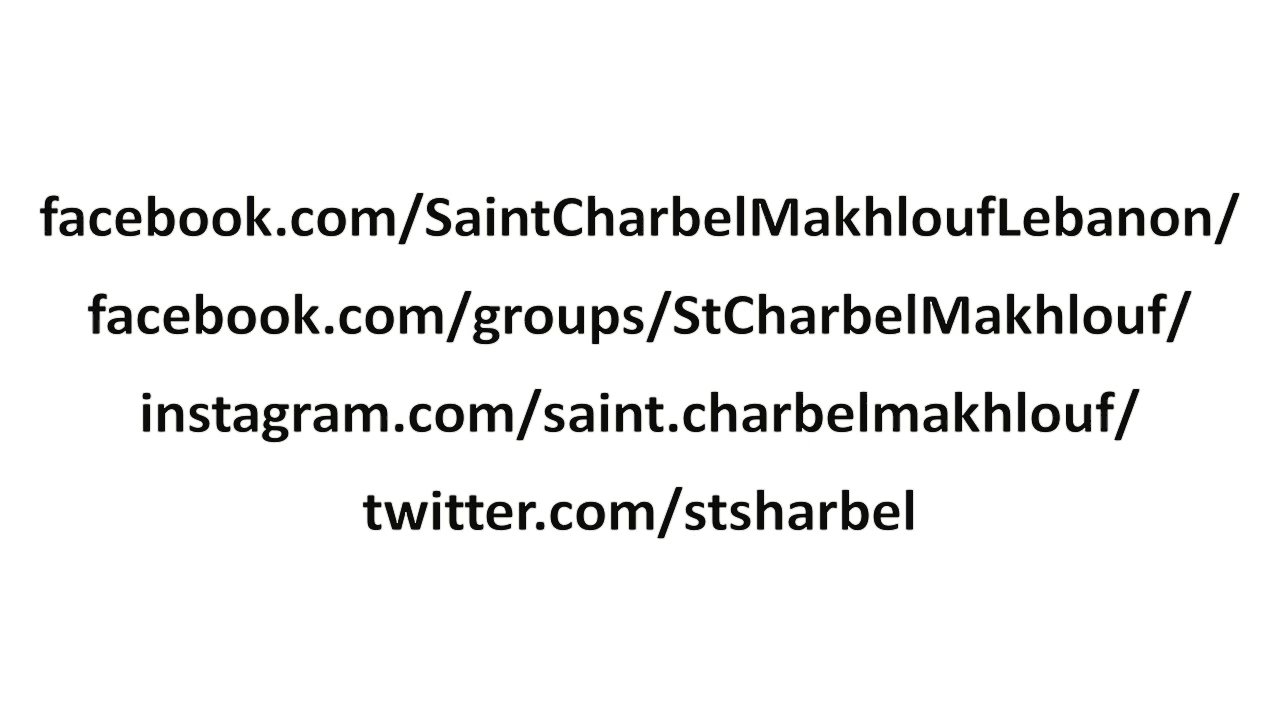 facebook.com/SaintCharbelMakhloufLebanon/
facebook.com/groups/StCharbelMakhlouf/
instagram.com/saint.charbelmakhlouf/
twitter.com/stsharbel